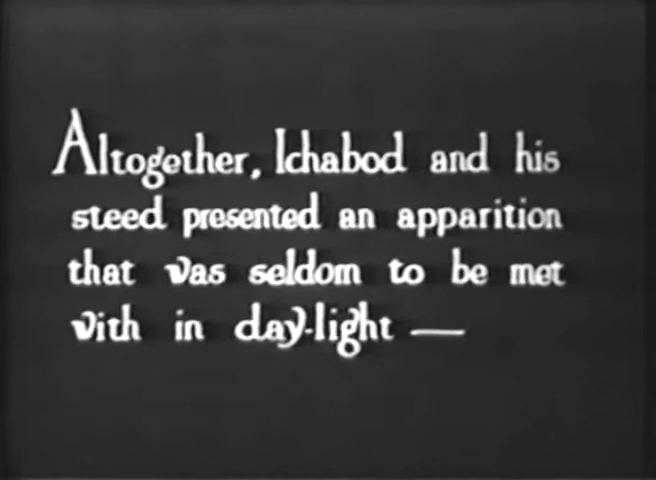 Altogether, Ichabod and his
steed presented an apparition
that vas seldom to be met
vith in day-light —